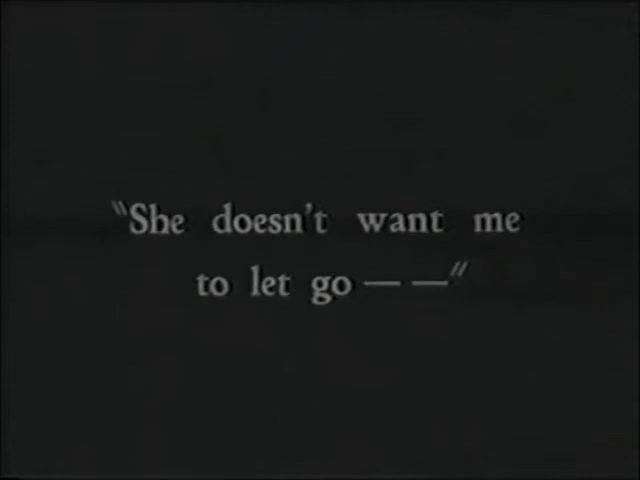 "She doesn't want me
to let go — —"